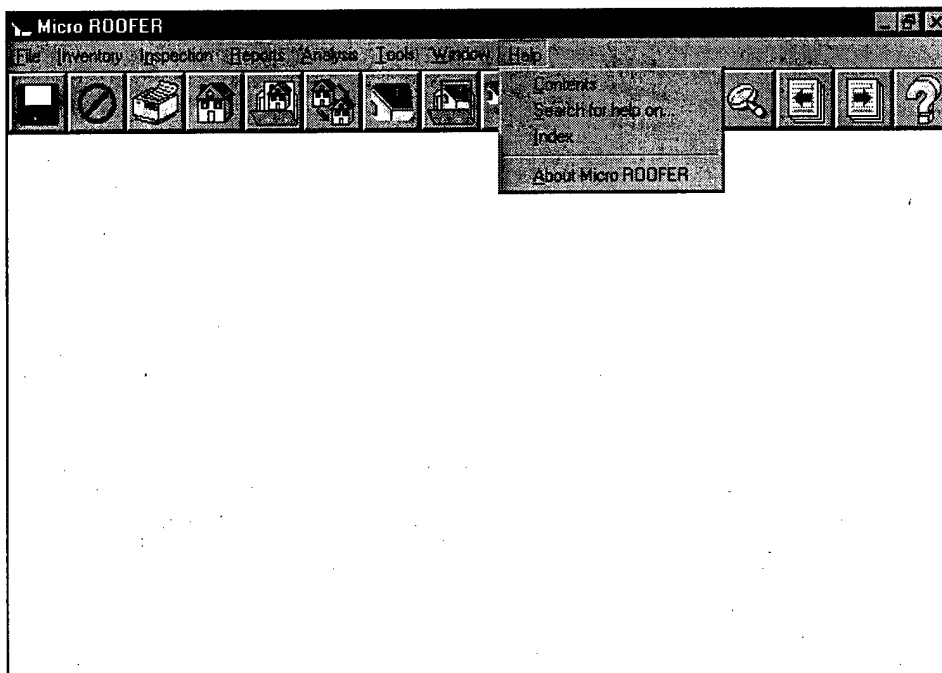 Micro ROOFER
File Inventory Inspection Reports Analysis Tools Window Help
Contents
Search for help on...
Index
About Micro ROOFER